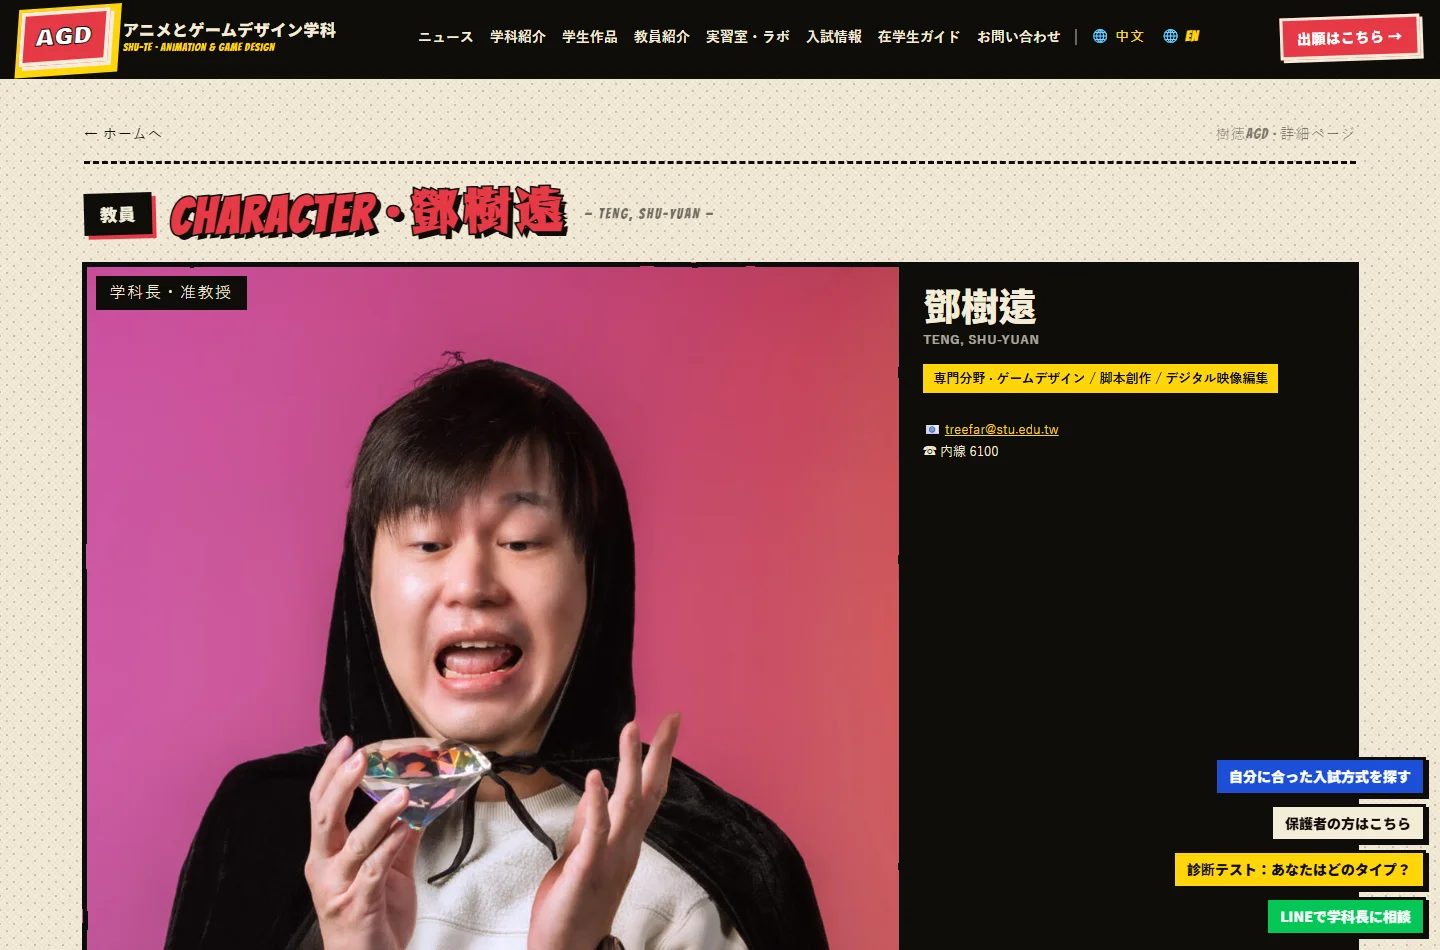 AGD
アニメとゲームデザイン学科
SHU-TE · ANIMATION & GAME DESIGN
ニュース 学科紹介 学生作品 教員紹介 実習室・ラボ 入試情報 在学生ガイド お問い合わせ | 中文 EN
出願はこちら →
← ホームへ
樹德AGD · 詳細ページ
教員
CHARACTER · 鄧樹遠
— TENG, SHU-YUAN —
学科長・准教授
鄧樹遠
TENG, SHU-YUAN
専門分野 · ゲームデザイン / 脚本創作 / デジタル映像編集
treefar@stu.edu.tw
☎ 内線 6100
自分に合った入試方式を探す
保護者の方はこちら
診断テスト：あなたはどのタイプ？
LINEで学科長に相談